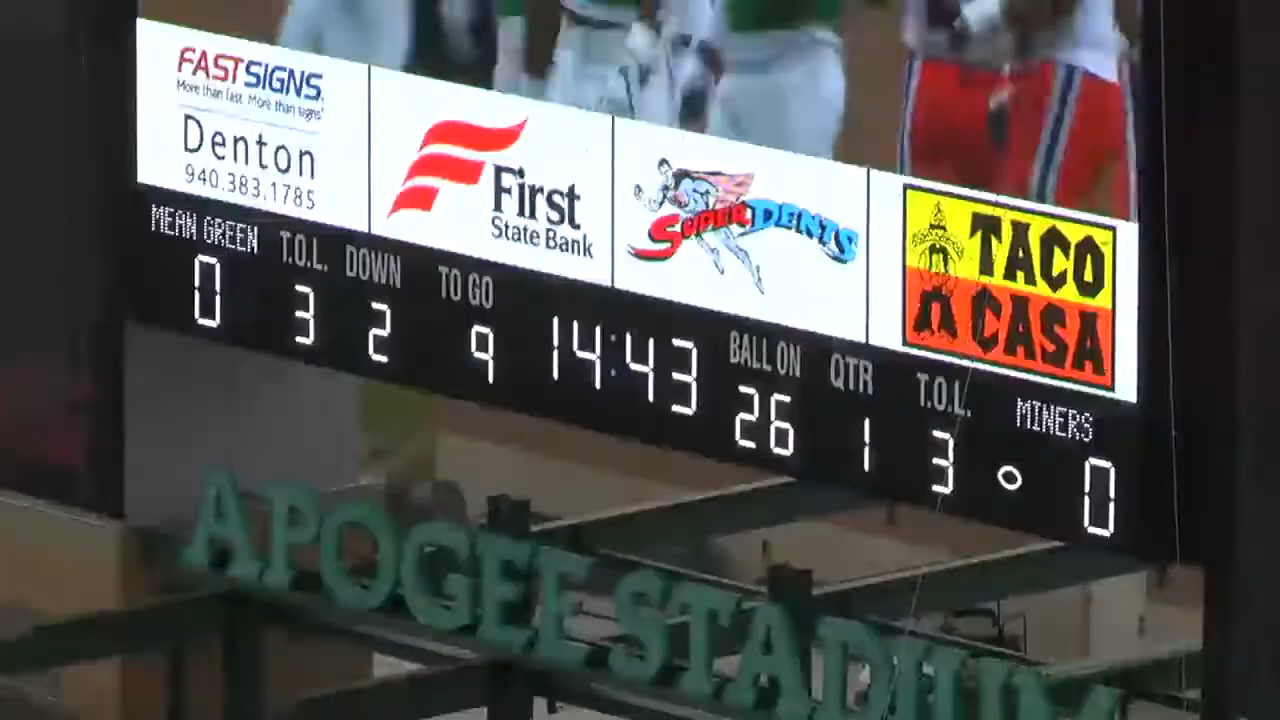 FASTSIGNS
More than fast. More than signs.
Denton
940.383.1785
First
State Bank
SUPERDENTS
TACO
CASA
MEAN GREEN T.O.L. DOWN TO GO BALL ON QTR T.O.L. MINERS
0 3 2 9 14:43 26 1 3 0
APOGEE STADIUM